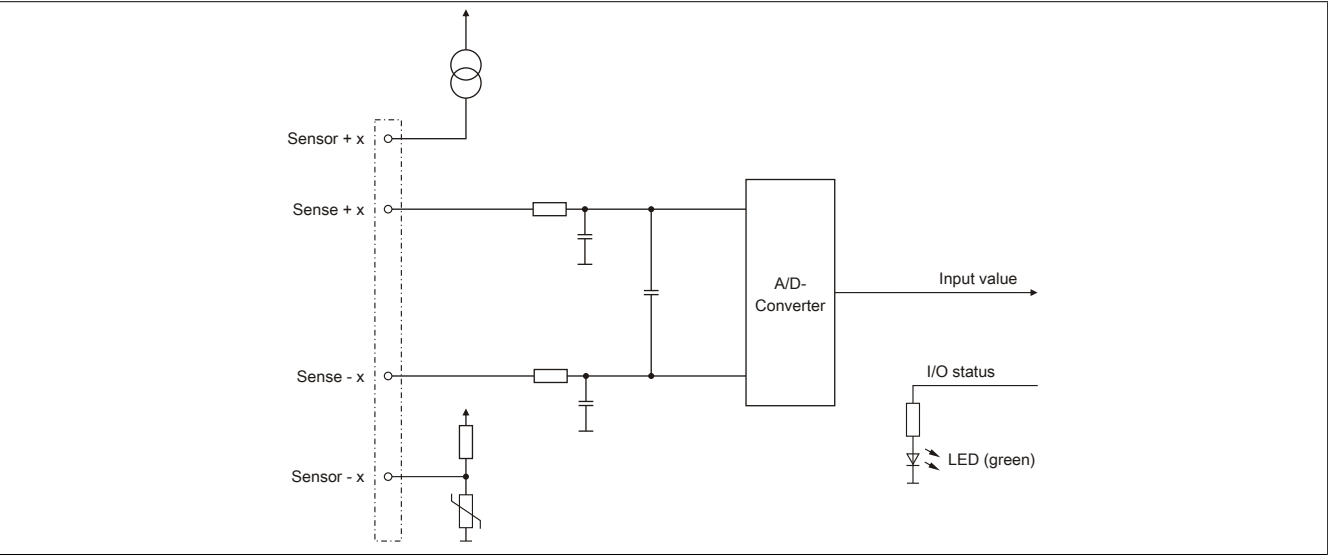 Sensor + x
Sense + x
A/D-
Converter
Input value
Sense - x
I/O status
LED (green)
Sensor - x